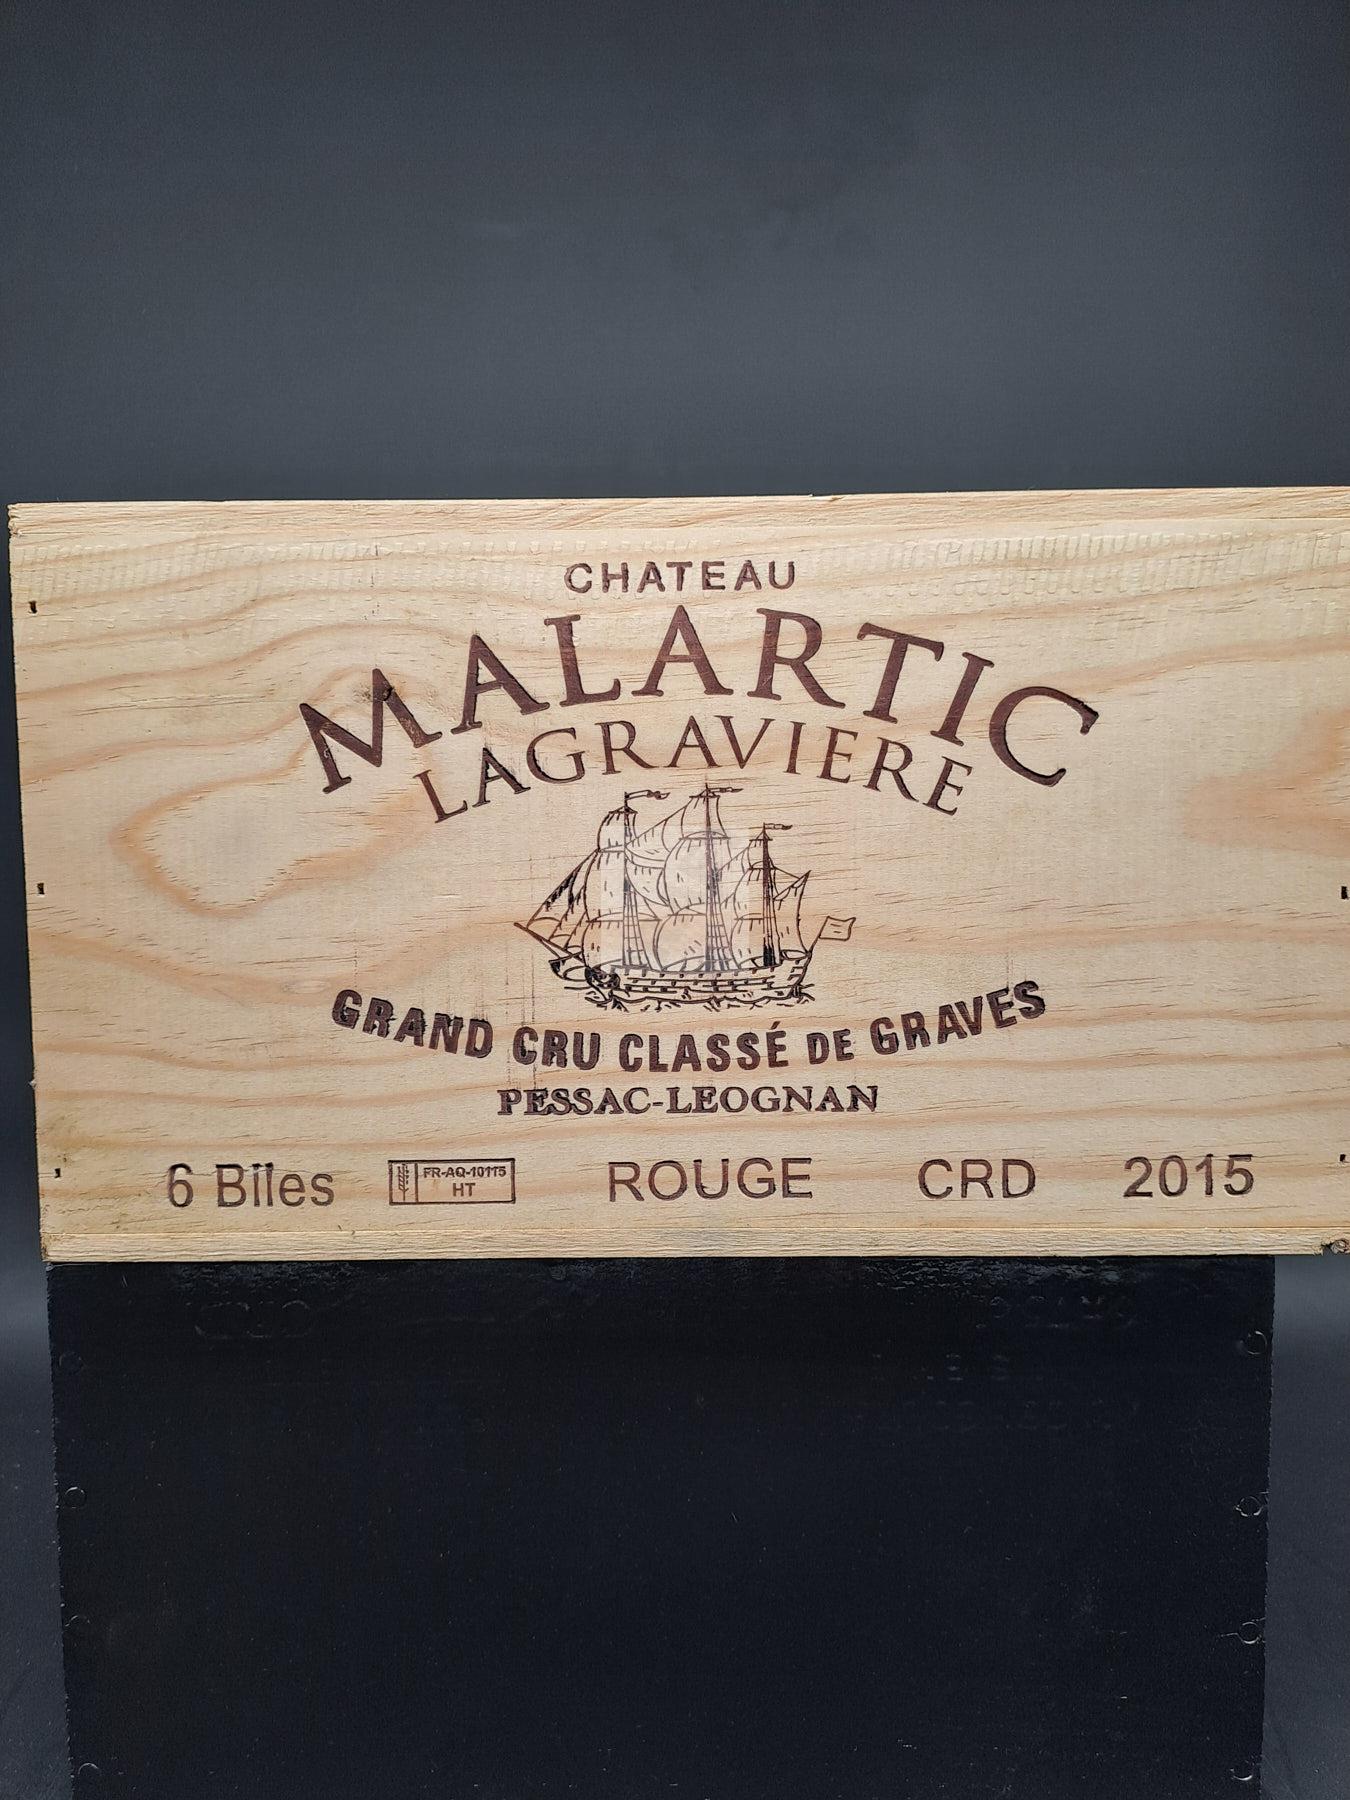 CHATEAU
MALARTIC
LAGRAVIERE
GRAND CRU CLASSÉ DE GRAVES
PESSAC-LEOGNAN
6 Btles FR-AQ-10115 HT ROUGE CRD 2015